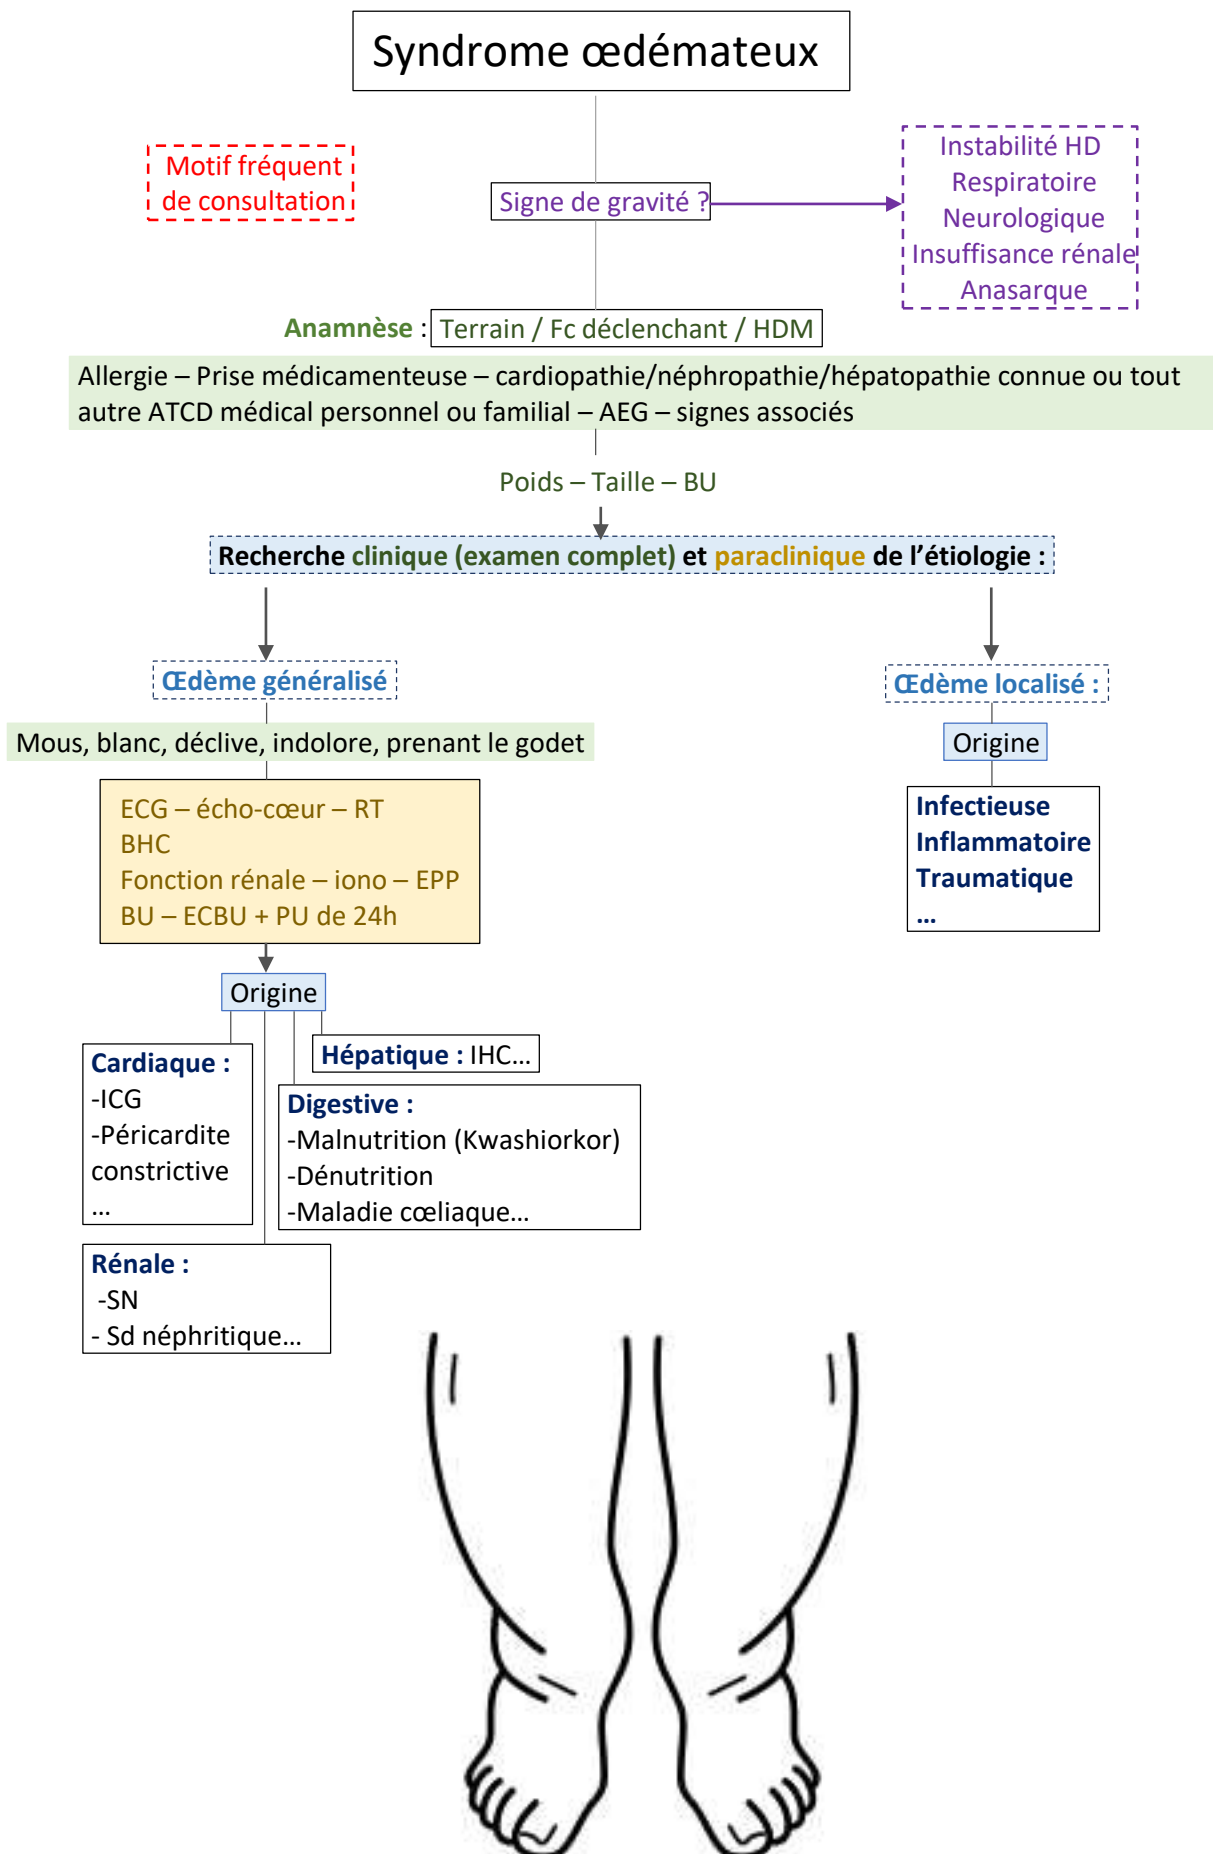 Syndrome œdémateux
Motif fréquent
de consultation
Signe de gravité ?
Instabilité HD
Respiratoire
Neurologique
Insuffisance rénale
Anasarque
Anamnèse : Terrain / Fc déclenchant / HDM
Allergie – Prise médicamenteuse – cardiopathie/néphropathie/hépatopathie connue ou tout
autre ATCD médical personnel ou familial – AEG – signes associés
Poids – Taille – BU
Recherche clinique (examen complet) et paraclinique de l’étiologie :
Œdème généralisé
Mous, blanc, déclive, indolore, prenant le godet
ECG – écho-cœur – RT
BHC
Fonction rénale – iono – EPP
BU – ECBU + PU de 24h
Origine
Cardiaque :
-ICG
-Péricardite
constrictive
…
Hépatique : IHC…
Digestive :
-Malnutrition (Kwashiorkor)
-Dénutrition
-Maladie cœliaque…
Rénale :
-SN
- Sd néphritique…
Œdème localisé :
Origine
Infectieuse
Inflammatoire
Traumatique
…